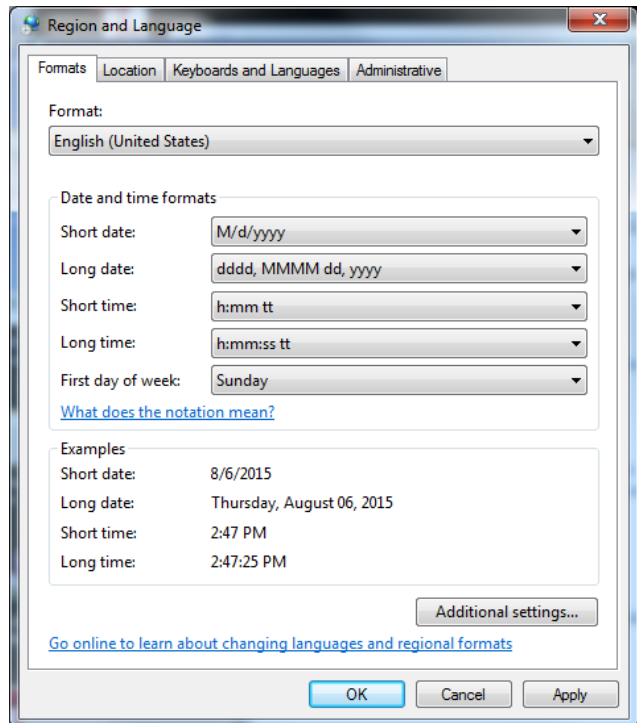 Region and Language
Formats Location Keyboards and Languages Administrative
Format:
English (United States)
Date and time formats
Short date: M/d/yyyy
Long date: dddd, MMMM dd, yyyy
Short time: h:mm tt
Long time: h:mm:ss tt
First day of week: Sunday
What does the notation mean?
Examples
Short date: 8/6/2015
Long date: Thursday, August 06, 2015
Short time: 2:47 PM
Long time: 2:47:25 PM
Additional settings...
Go online to learn about changing languages and regional formats
OK Cancel Apply